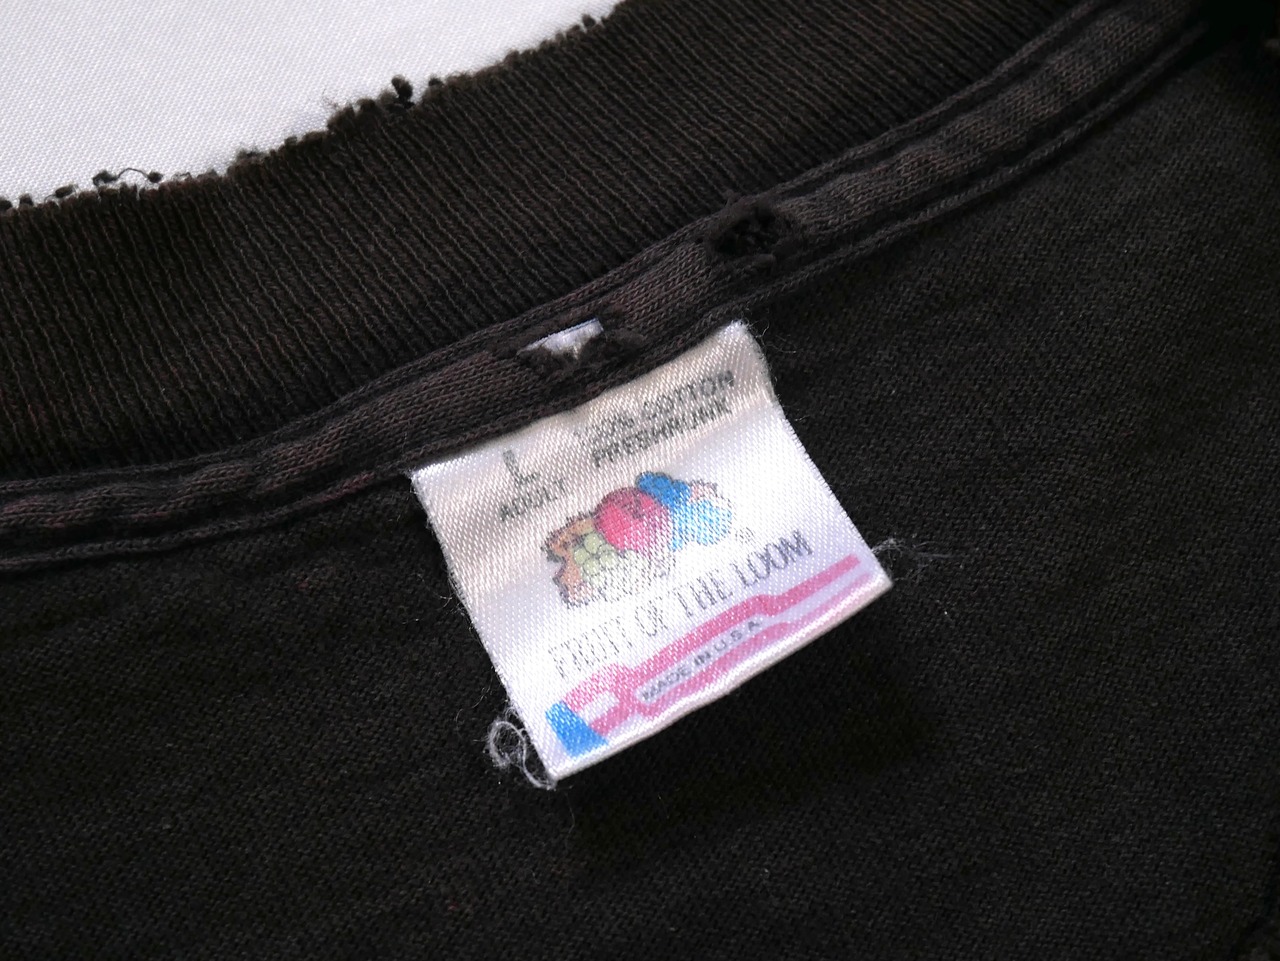 100% COTTON
PRESHRUNK
L
ADULT
®
FRUIT OF THE LOOM
MADE IN U.S.A.